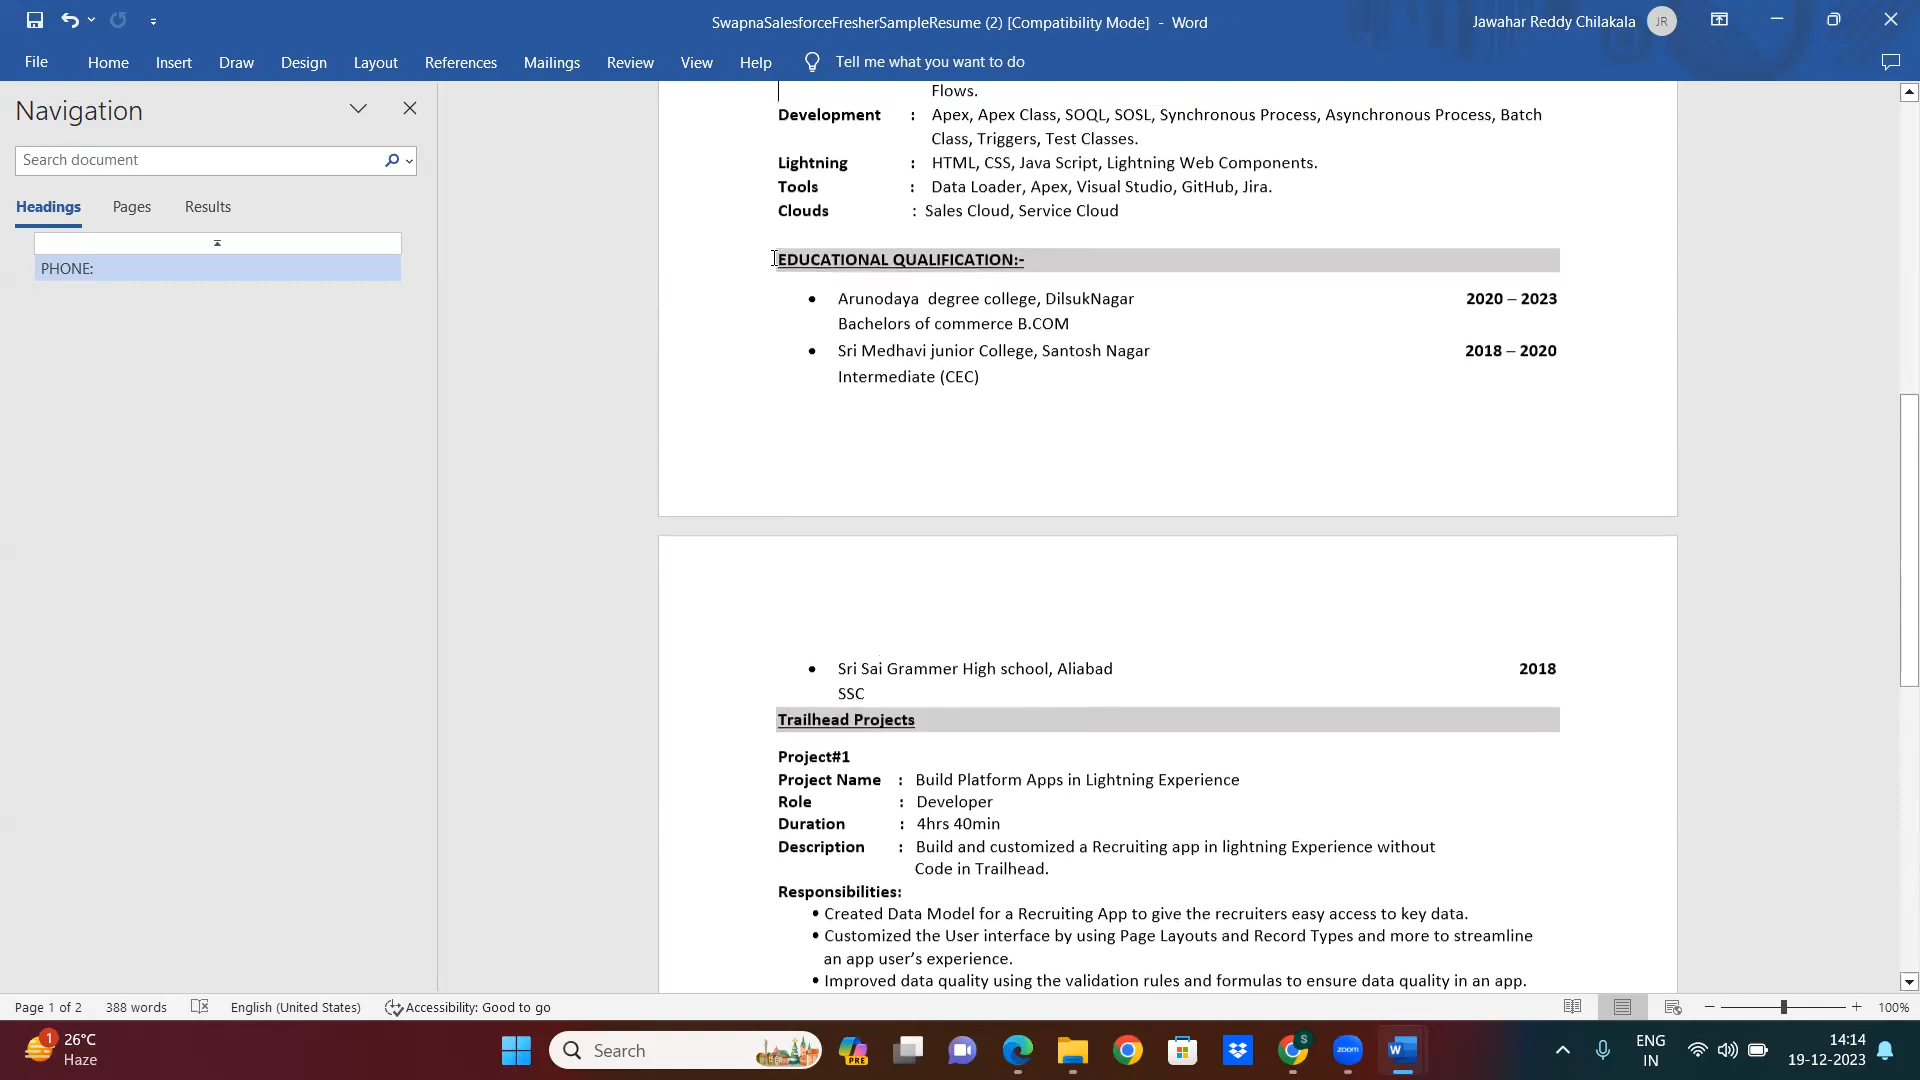 SwapnaSalesforceFresherSampleResume (2) [Compatibility Mode] - Word
Jawahar Reddy Chilakala
JR
File Home Insert Draw Design Layout References Mailings Review View Help Tell me what you want to do
Navigation
Search document
Headings Pages Results
PHONE:
Flows.
Development : Apex, Apex Class, SOQL, SOSL, Synchronous Process, Asynchronous Process, Batch
Class, Triggers, Test Classes.
Lightning : HTML, CSS, Java Script, Lightning Web Components.
Tools : Data Loader, Apex, Visual Studio, GitHub, Jira.
Clouds : Sales Cloud, Service Cloud
EDUCATIONAL QUALIFICATION:-
• Arunodaya degree college, DilsukNagar 2020 – 2023
Bachelors of commerce B.COM
• Sri Medhavi junior College, Santosh Nagar 2018 – 2020
Intermediate (CEC)
• Sri Sai Grammer High school, Aliabad 2018
SSC
Trailhead Projects
Project#1
Project Name : Build Platform Apps in Lightning Experience
Role : Developer
Duration : 4hrs 40min
Description : Build and customized a Recruiting app in lightning Experience without
Code in Trailhead.
Responsibilities:
• Created Data Model for a Recruiting App to give the recruiters easy access to key data.
• Customized the User interface by using Page Layouts and Record Types and more to streamline
an app user’s experience.
• Improved data quality using the validation rules and formulas to ensure data quality in an app.
Page 1 of 2 388 words English (United States) Accessibility: Good to go 100%
1
26°C
Haze
Search
PRE
S
zoom
W
ENG
IN
14:14
19-12-2023